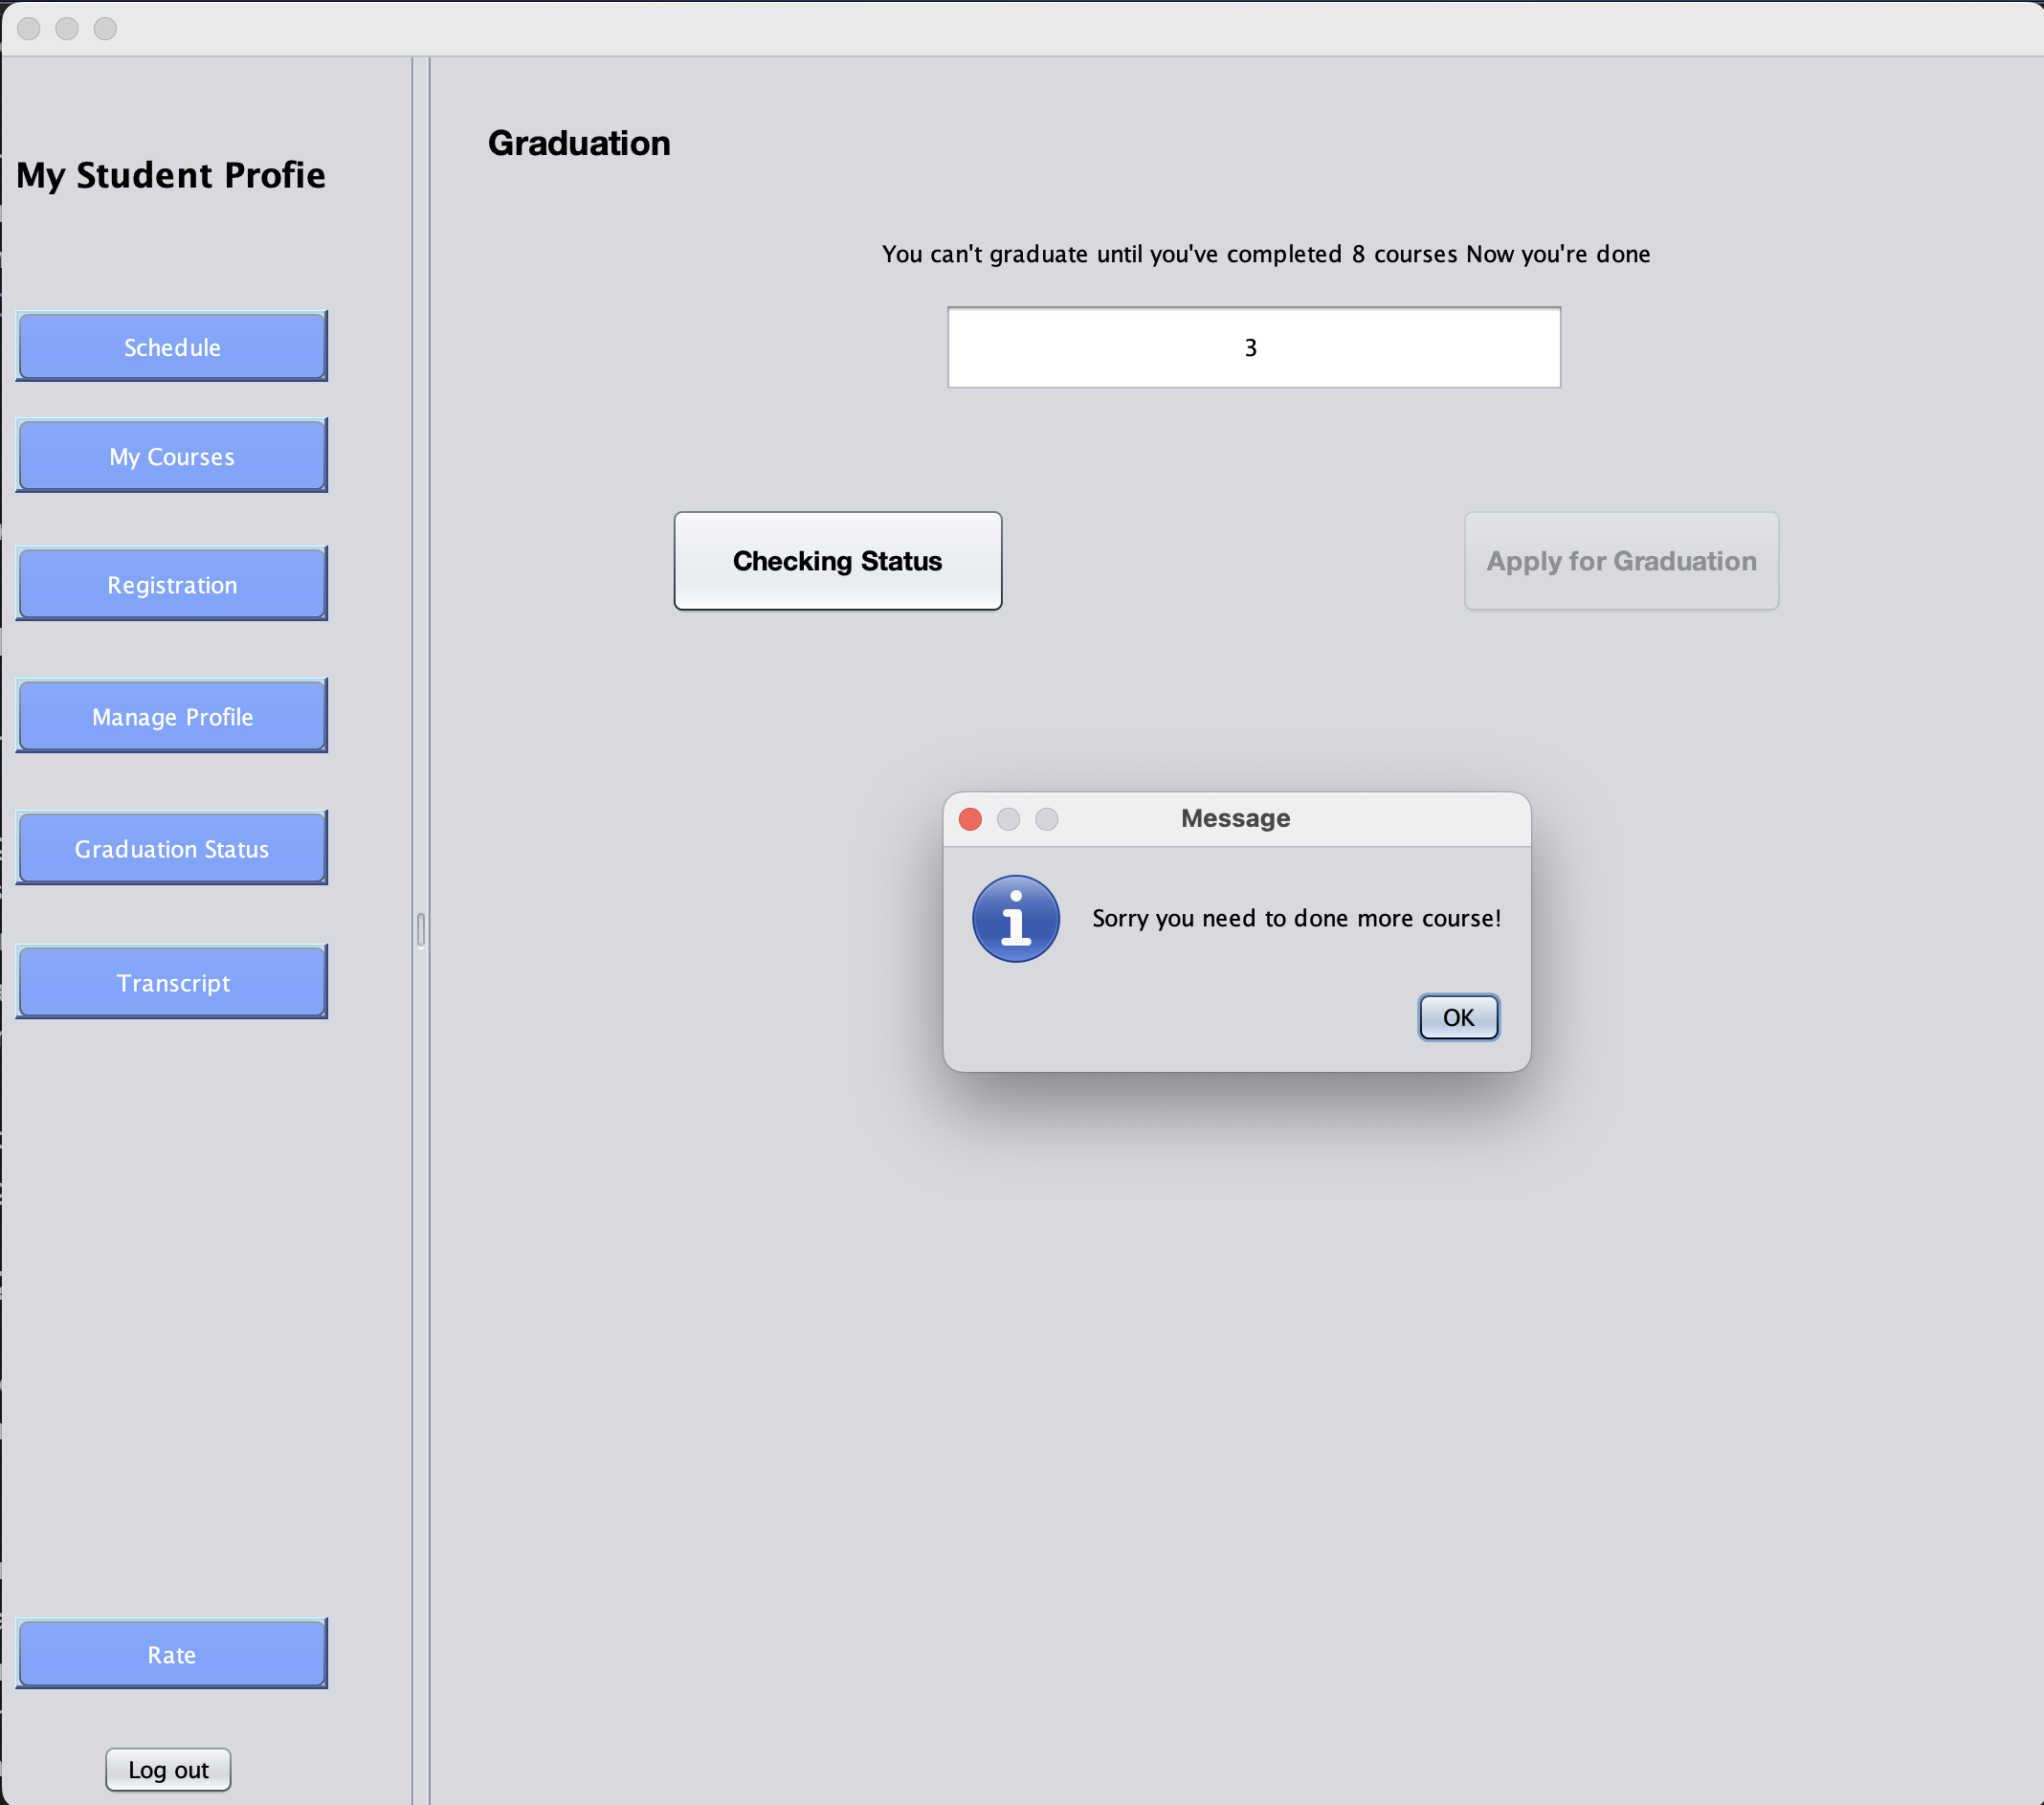 My Student Profie
Schedule
My Courses
Registration
Manage Profile
Graduation Status
Transcript
Rate
Log out
Graduation
You can't graduate until you've completed 8 courses Now you're done
3
Checking Status
Apply for Graduation
Message
Sorry you need to done more course!
OK